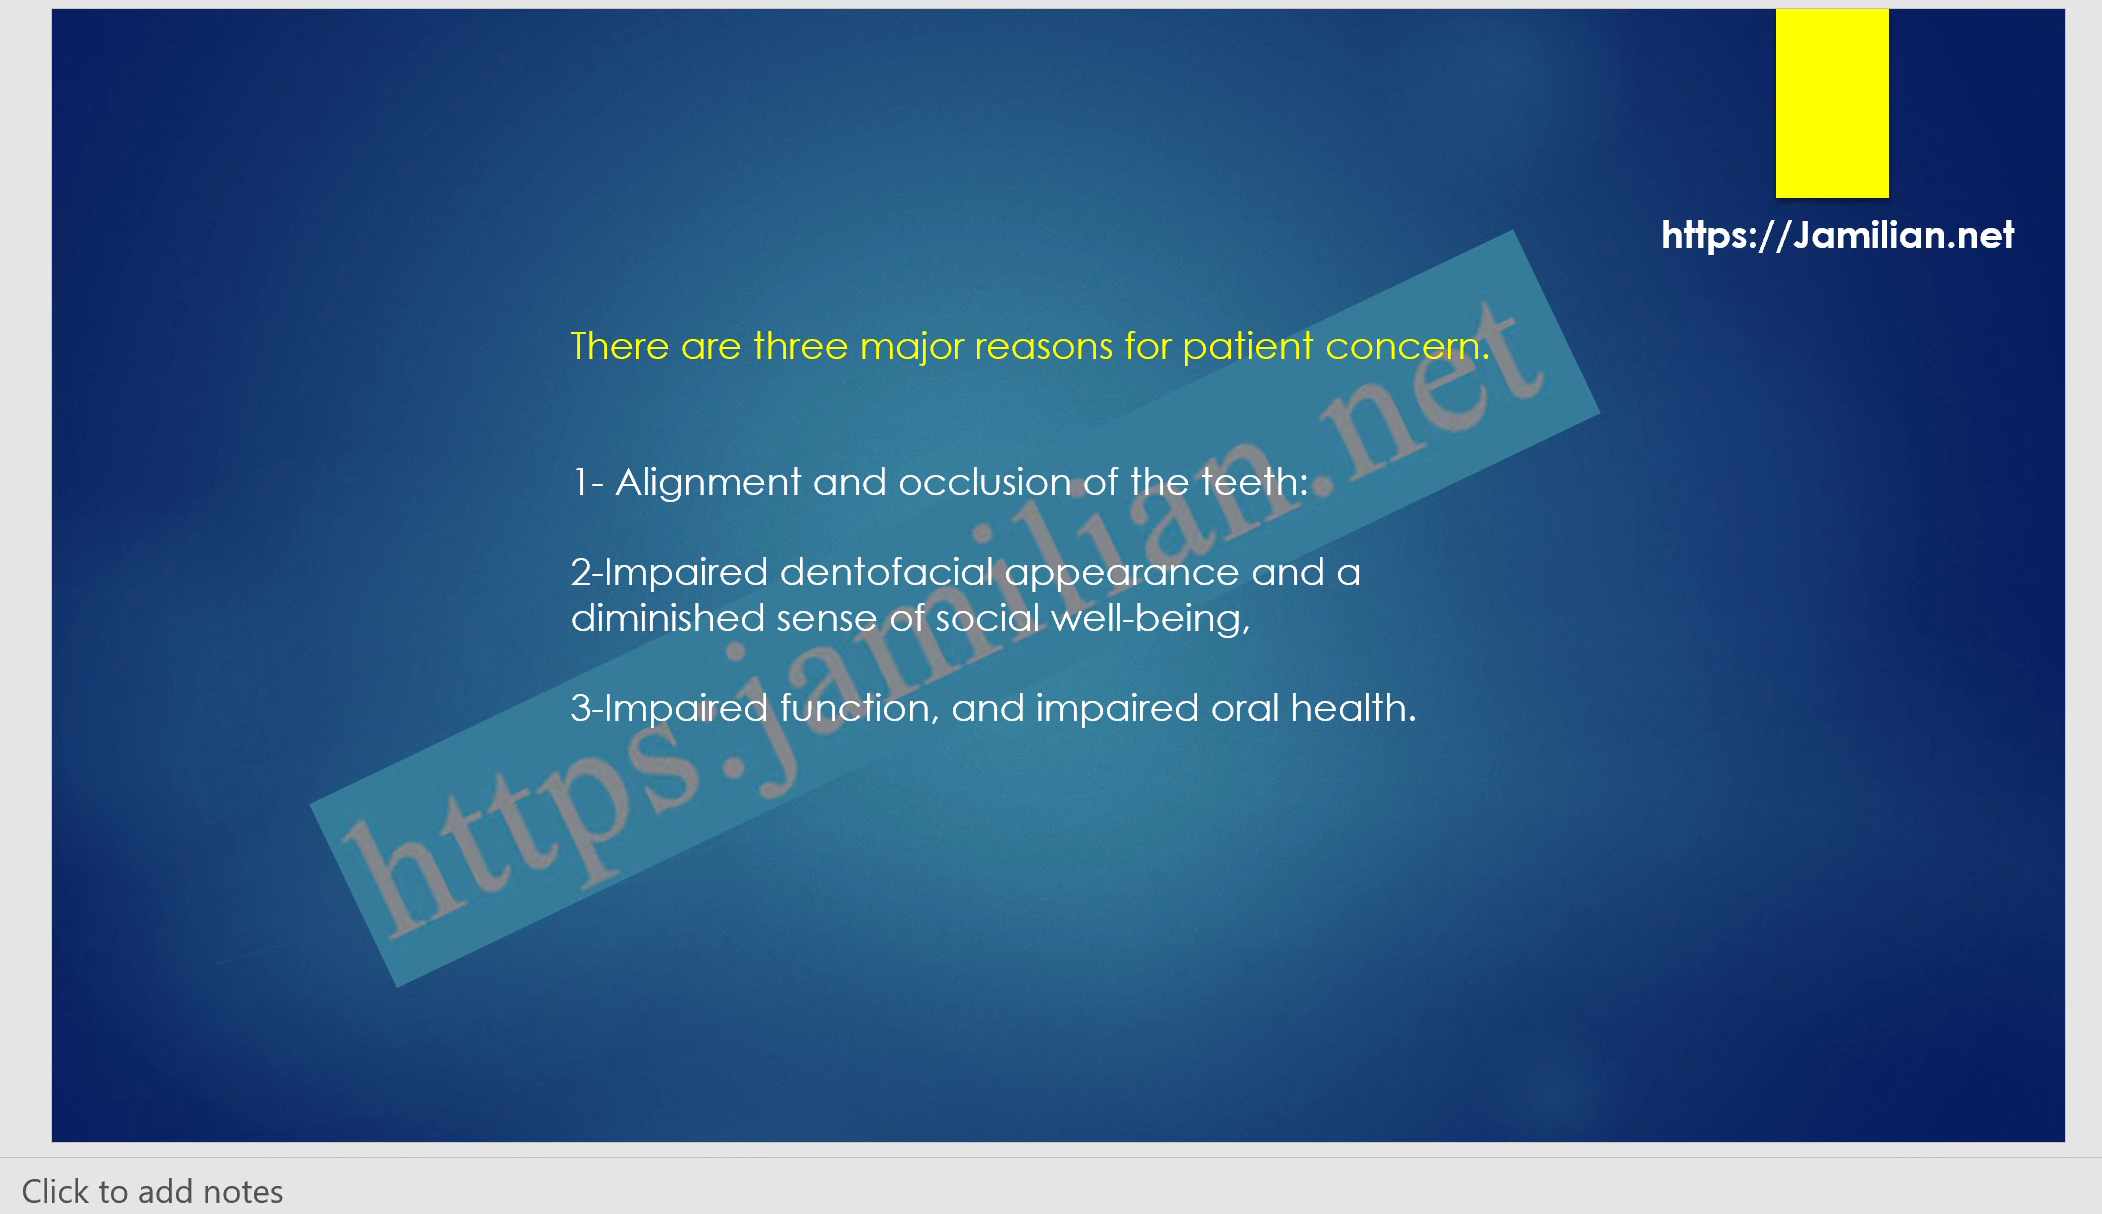 https://Jamilian.net
There are three major reasons for patient concern.
1- Alignment and occlusion of the teeth:
2-Impaired dentofacial appearance and a
diminished sense of social well-being,
3-Impaired function, and impaired oral health.
https:jamilian.net
Click to add notes